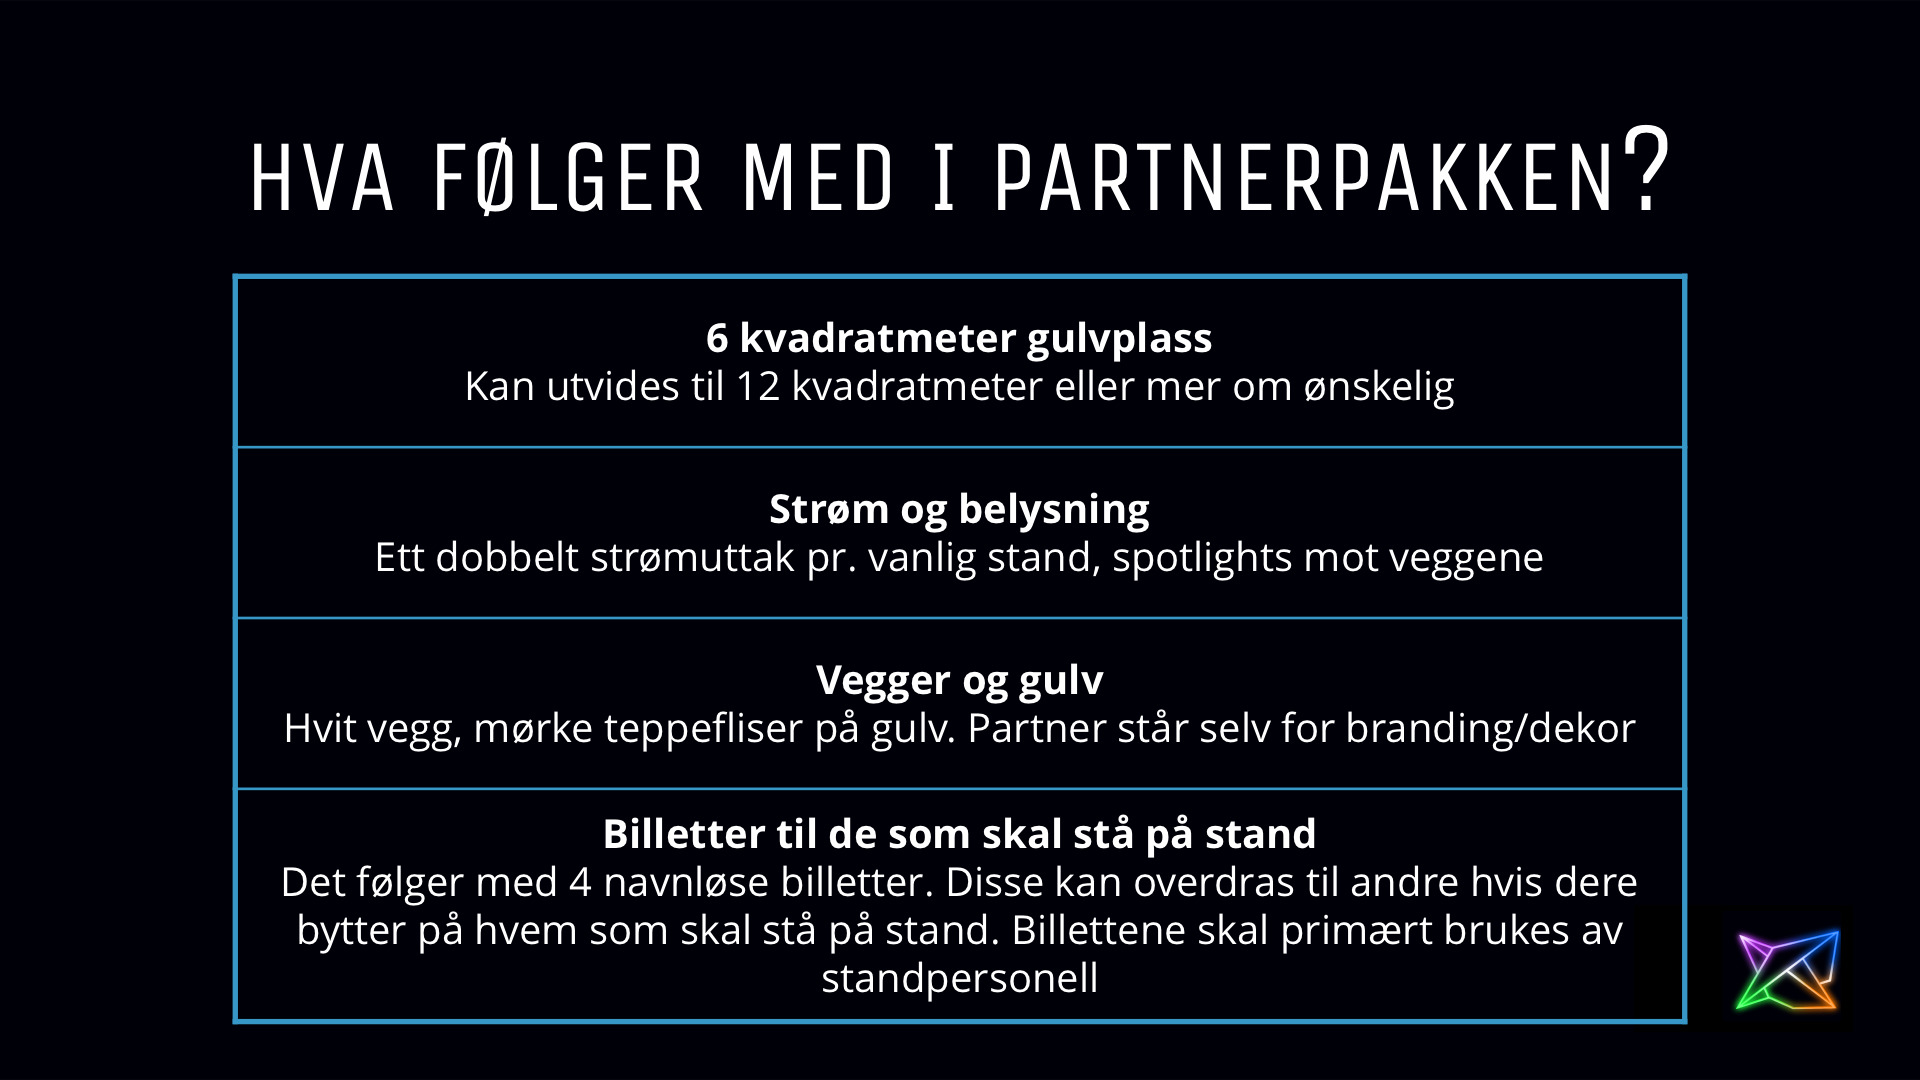 HVA FØLGER MED I PARTNERPAKKEN?
6 kvadratmeter gulvplass
Kan utvides til 12 kvadratmeter eller mer om ønskelig
Strøm og belysning
Ett dobbelt strømuttak pr. vanlig stand, spotlights mot veggene
Vegger og gulv
Hvit vegg, mørke teppefliser på gulv. Partner står selv for branding/dekor
Billetter til de som skal stå på stand
Det følger med 4 navnløse billetter. Disse kan overdras til andre hvis dere
bytter på hvem som skal stå på stand. Billettene skal primært brukes av
standpersonell